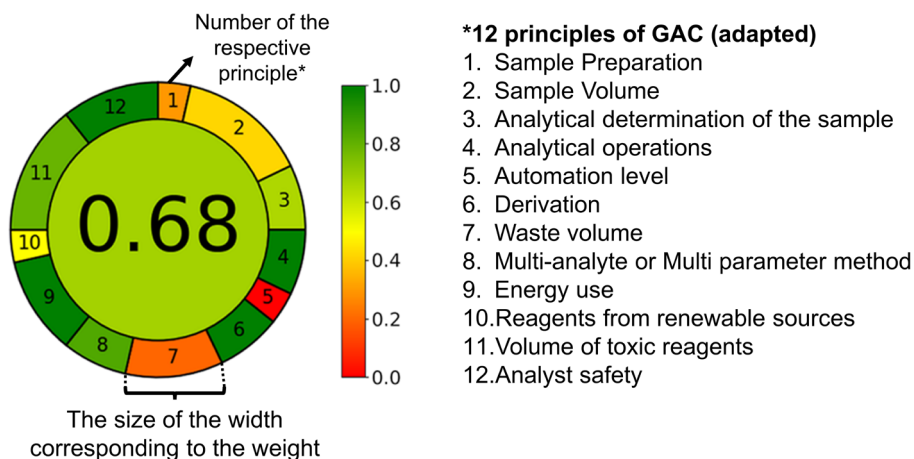 Number of the
respective
principle*
12
1
2
11
3
0.68
10
4
9
5
6
8
7
1.0
0.8
0.6
0.4
0.2
0.0
The size of the width
corresponding to the weight
*12 principles of GAC (adapted)
1. Sample Preparation
2. Sample Volume
3. Analytical determination of the sample
4. Analytical operations
5. Automation level
6. Derivation
7. Waste volume
8. Multi-analyte or Multi parameter method
9. Energy use
10.Reagents from renewable sources
11.Volume of toxic reagents
12.Analyst safety